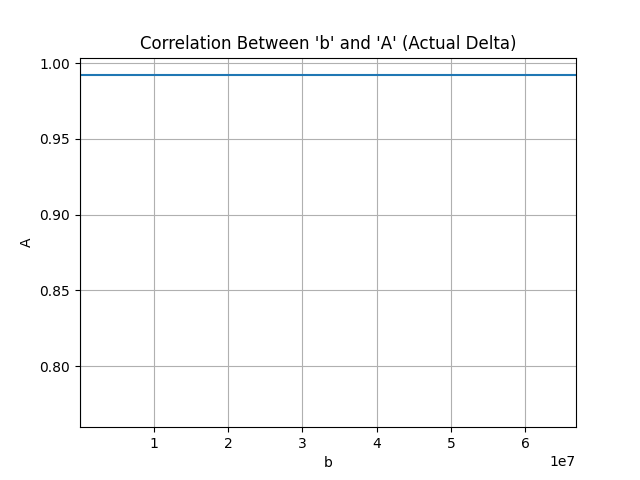 Correlation Between 'b' and 'A' (Actual Delta)
1.00
0.95
0.90
0.85
0.80
A
1 2 3 4 5 6
1e7
b